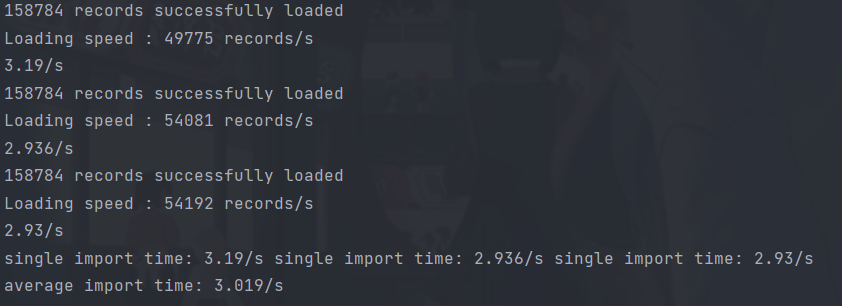 158784 records successfully loaded
Loading speed : 49775 records/s
3.19/s
158784 records successfully loaded
Loading speed : 54081 records/s
2.936/s
158784 records successfully loaded
Loading speed : 54192 records/s
2.93/s
single import time: 3.19/s single import time: 2.936/s single import time: 2.93/s
average import time: 3.019/s